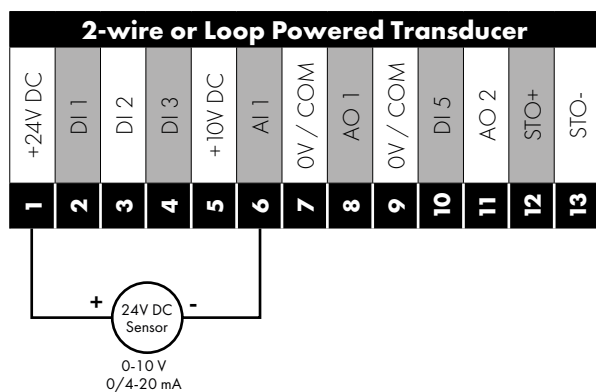 2-wire or Loop Powered Transducer
+24V DC
DI 1
DI 2
DI 3
+10V DC
AI 1
0V / COM
AO 1
0V / COM
DI 5
AO 2
STO+
STO-
1 2 3 4 5 6 7 8 9 10 11 12 13
+ -
24V DC
Sensor
0-10 V
0/4-20 mA